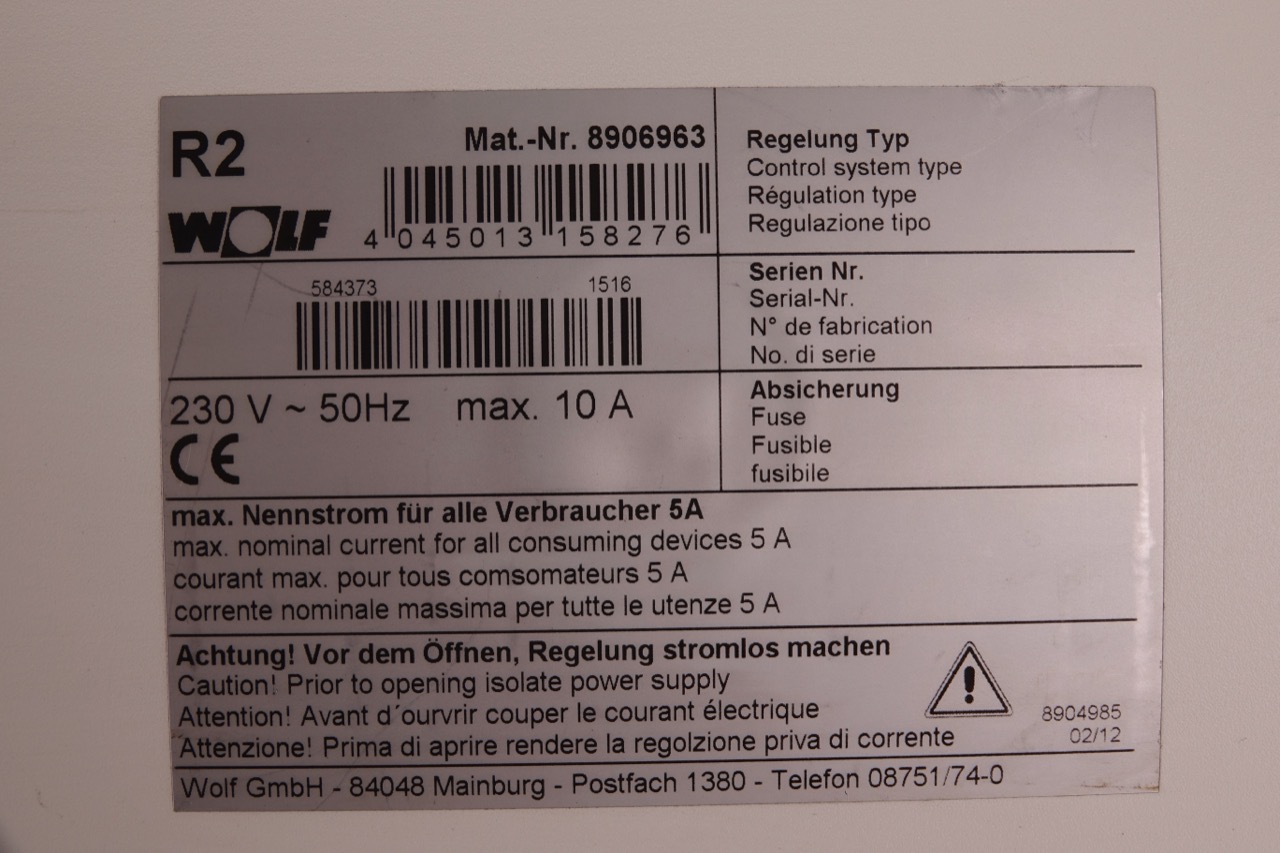 R2
Mat.-Nr. 8906963
WOLF
4 045013 158276
Regelung Typ
Control system type
Régulation type
Regulazione tipo
584373
1516
Serien Nr.
Serial-Nr.
N° de fabrication
No. di serie
230 V ~ 50Hz max. 10 A
CE
Absicherung
Fuse
Fusible
fusibile
max. Nennstrom für alle Verbraucher 5A
max. nominal current for all consuming devices 5 A
courant max. pour tous comsomateurs 5 A
corrente nominale massima per tutte le utenze 5 A
Achtung! Vor dem Öffnen, Regelung stromlos machen
Caution! Prior to opening isolate power supply
Attention! Avant d´ourvrir couper le courant électrique
Attenzione! Prima di aprire rendere la regolzione priva di corrente
8904985
02/12
Wolf GmbH - 84048 Mainburg - Postfach 1380 - Telefon 08751/74-0